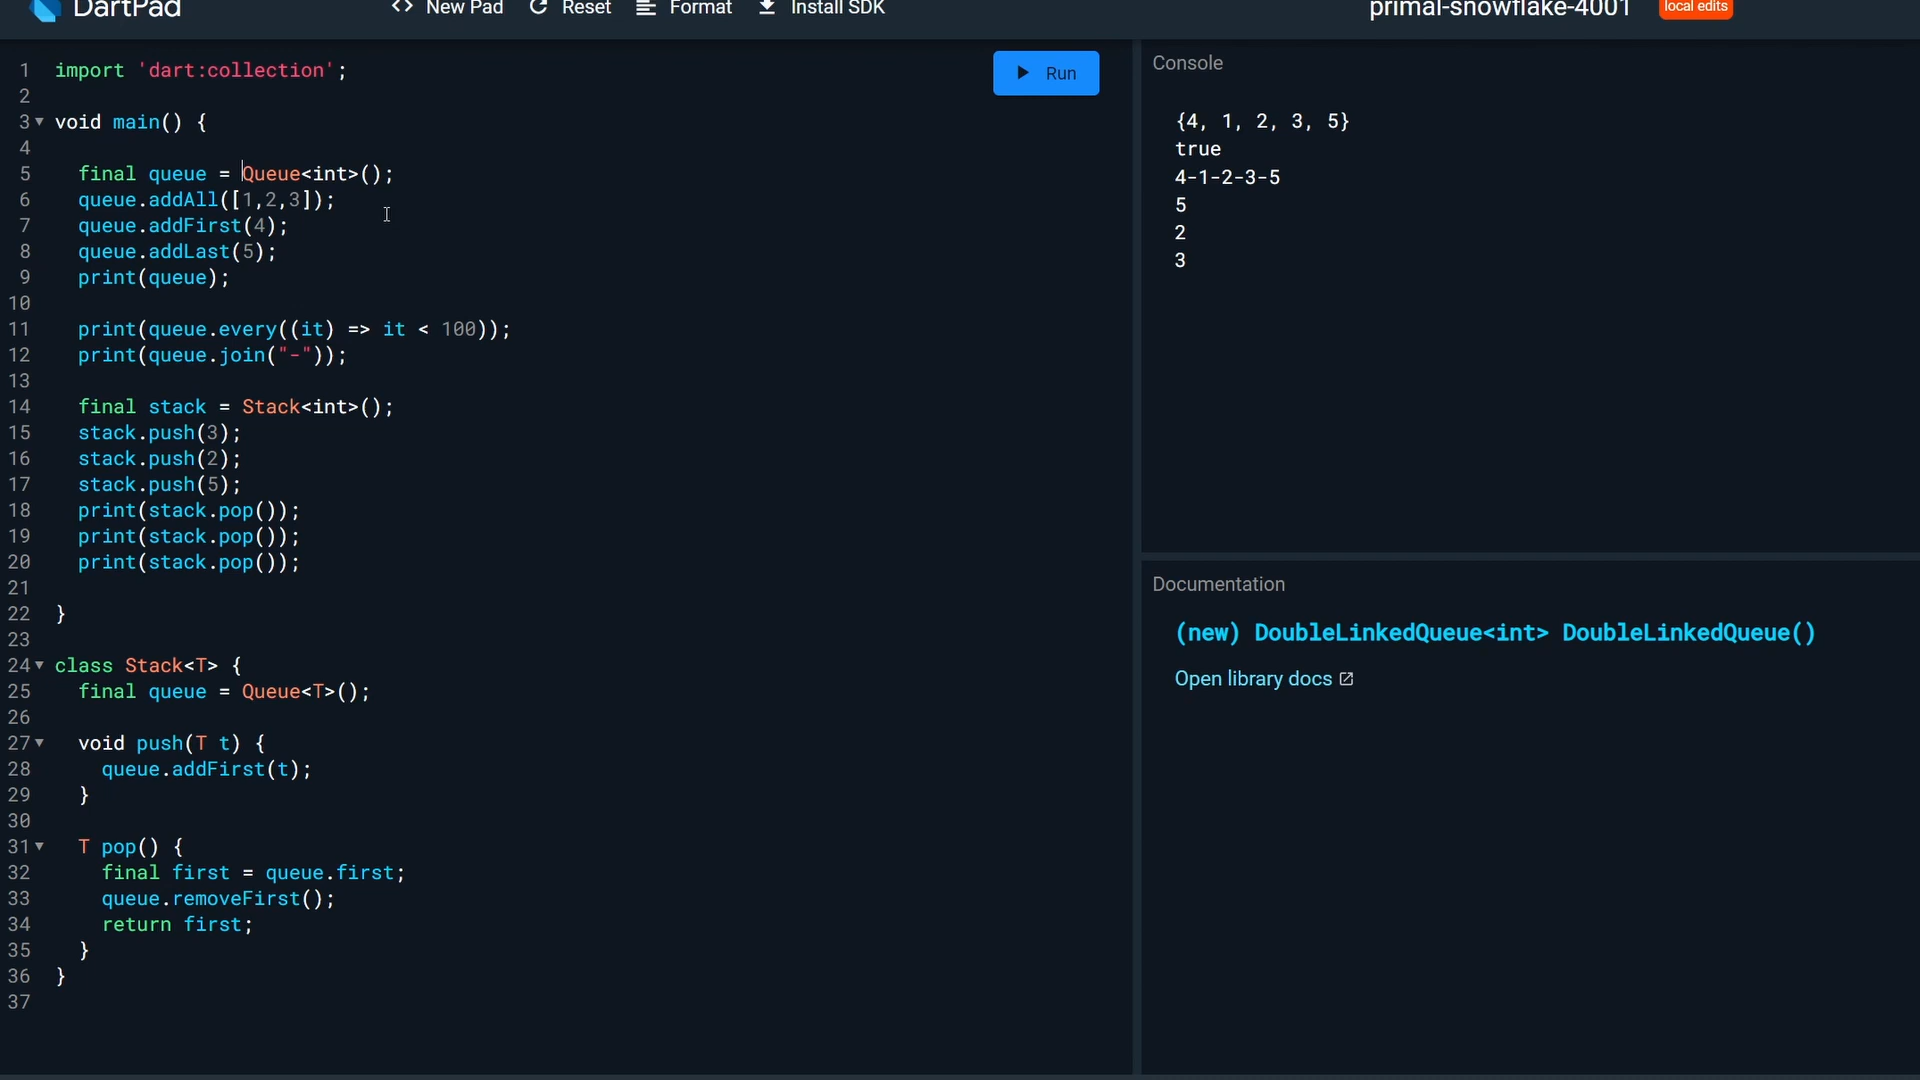 DartPad
<> New Pad
Reset
Format
Install SDK
primal-snowflake-4001
local edits
1 import 'dart:collection';
2
3 void main() {
4
5 final queue = Queue<int>();
6 queue.addAll([1,2,3]);
7 queue.addFirst(4);
8 queue.addLast(5);
9 print(queue);
10
11 print(queue.every((it) => it < 100));
12 print(queue.join("-"));
13
14 final stack = Stack<int>();
15 stack.push(3);
16 stack.push(2);
17 stack.push(5);
18 print(stack.pop());
19 print(stack.pop());
20 print(stack.pop());
21
22 }
23
24 class Stack<T> {
25 final queue = Queue<T>();
26
27 void push(T t) {
28 queue.addFirst(t);
29 }
30
31 T pop() {
32 final first = queue.first;
33 queue.removeFirst();
34 return first;
35 }
36 }
37
Run
Console
{4, 1, 2, 3, 5}
true
4-1-2-3-5
5
2
3
Documentation
(new) DoubleLinkedQueue<int> DoubleLinkedQueue()
Open library docs